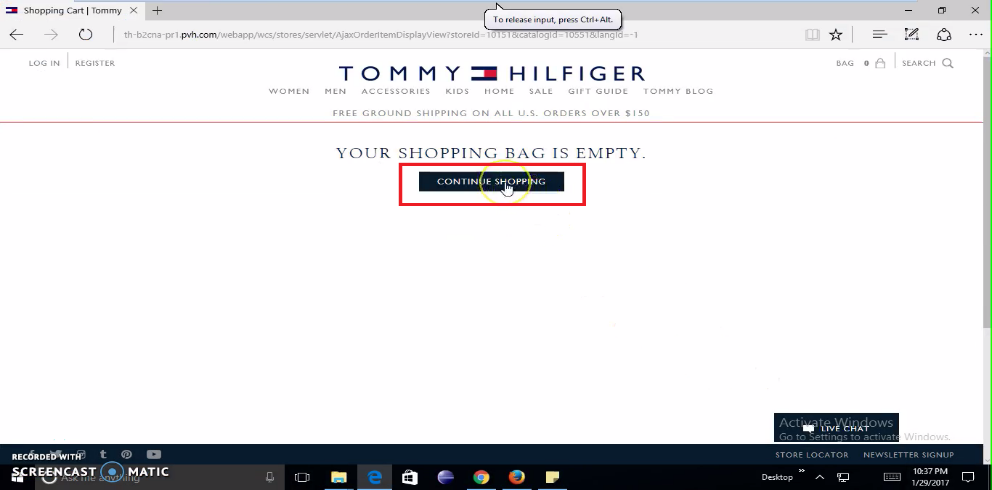 Shopping Cart | Tommy
To release input, press Ctrl+Alt.
th-b2cna-pr1.pvh.com/webapp/wcs/stores/servlet/AjaxOrderItemDisplayView?storeId=10151&catalogId=10551&langId=-1
LOG IN | REGISTER
TOMMY HILFIGER
BAG 0 | SEARCH
WOMEN MEN ACCESSORIES KIDS HOME SALE GIFT GUIDE TOMMY BLOG
FREE GROUND SHIPPING ON ALL U.S. ORDERS OVER $150
YOUR SHOPPING BAG IS EMPTY.
CONTINUE SHOPPING
Activate Windows
LIVE CHAT
Go to Settings to activate Windows.
RECORDED WITH
STORE LOCATOR NEWSLETTER SIGNUP
SCREENCAST MATIC
Ask me anything
Desktop
10:37 PM
1/29/2017